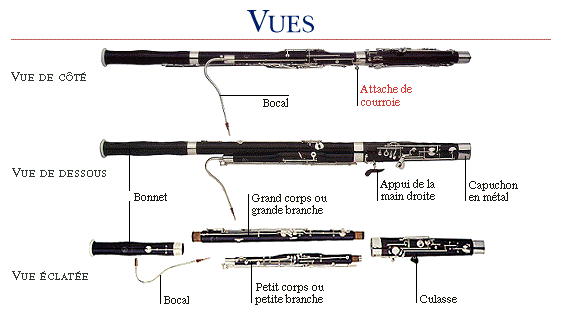 VUES
VUE DE CÔTÉ
Bocal
Attache de
courroie
VUE DE DESSOUS
Bonnet
Grand corps ou
grande branche
Appui de la
main droite
Capuchon
en métal
VUE ÉCLATÉE
Bocal
Petit corps ou
petite branche
Culasse